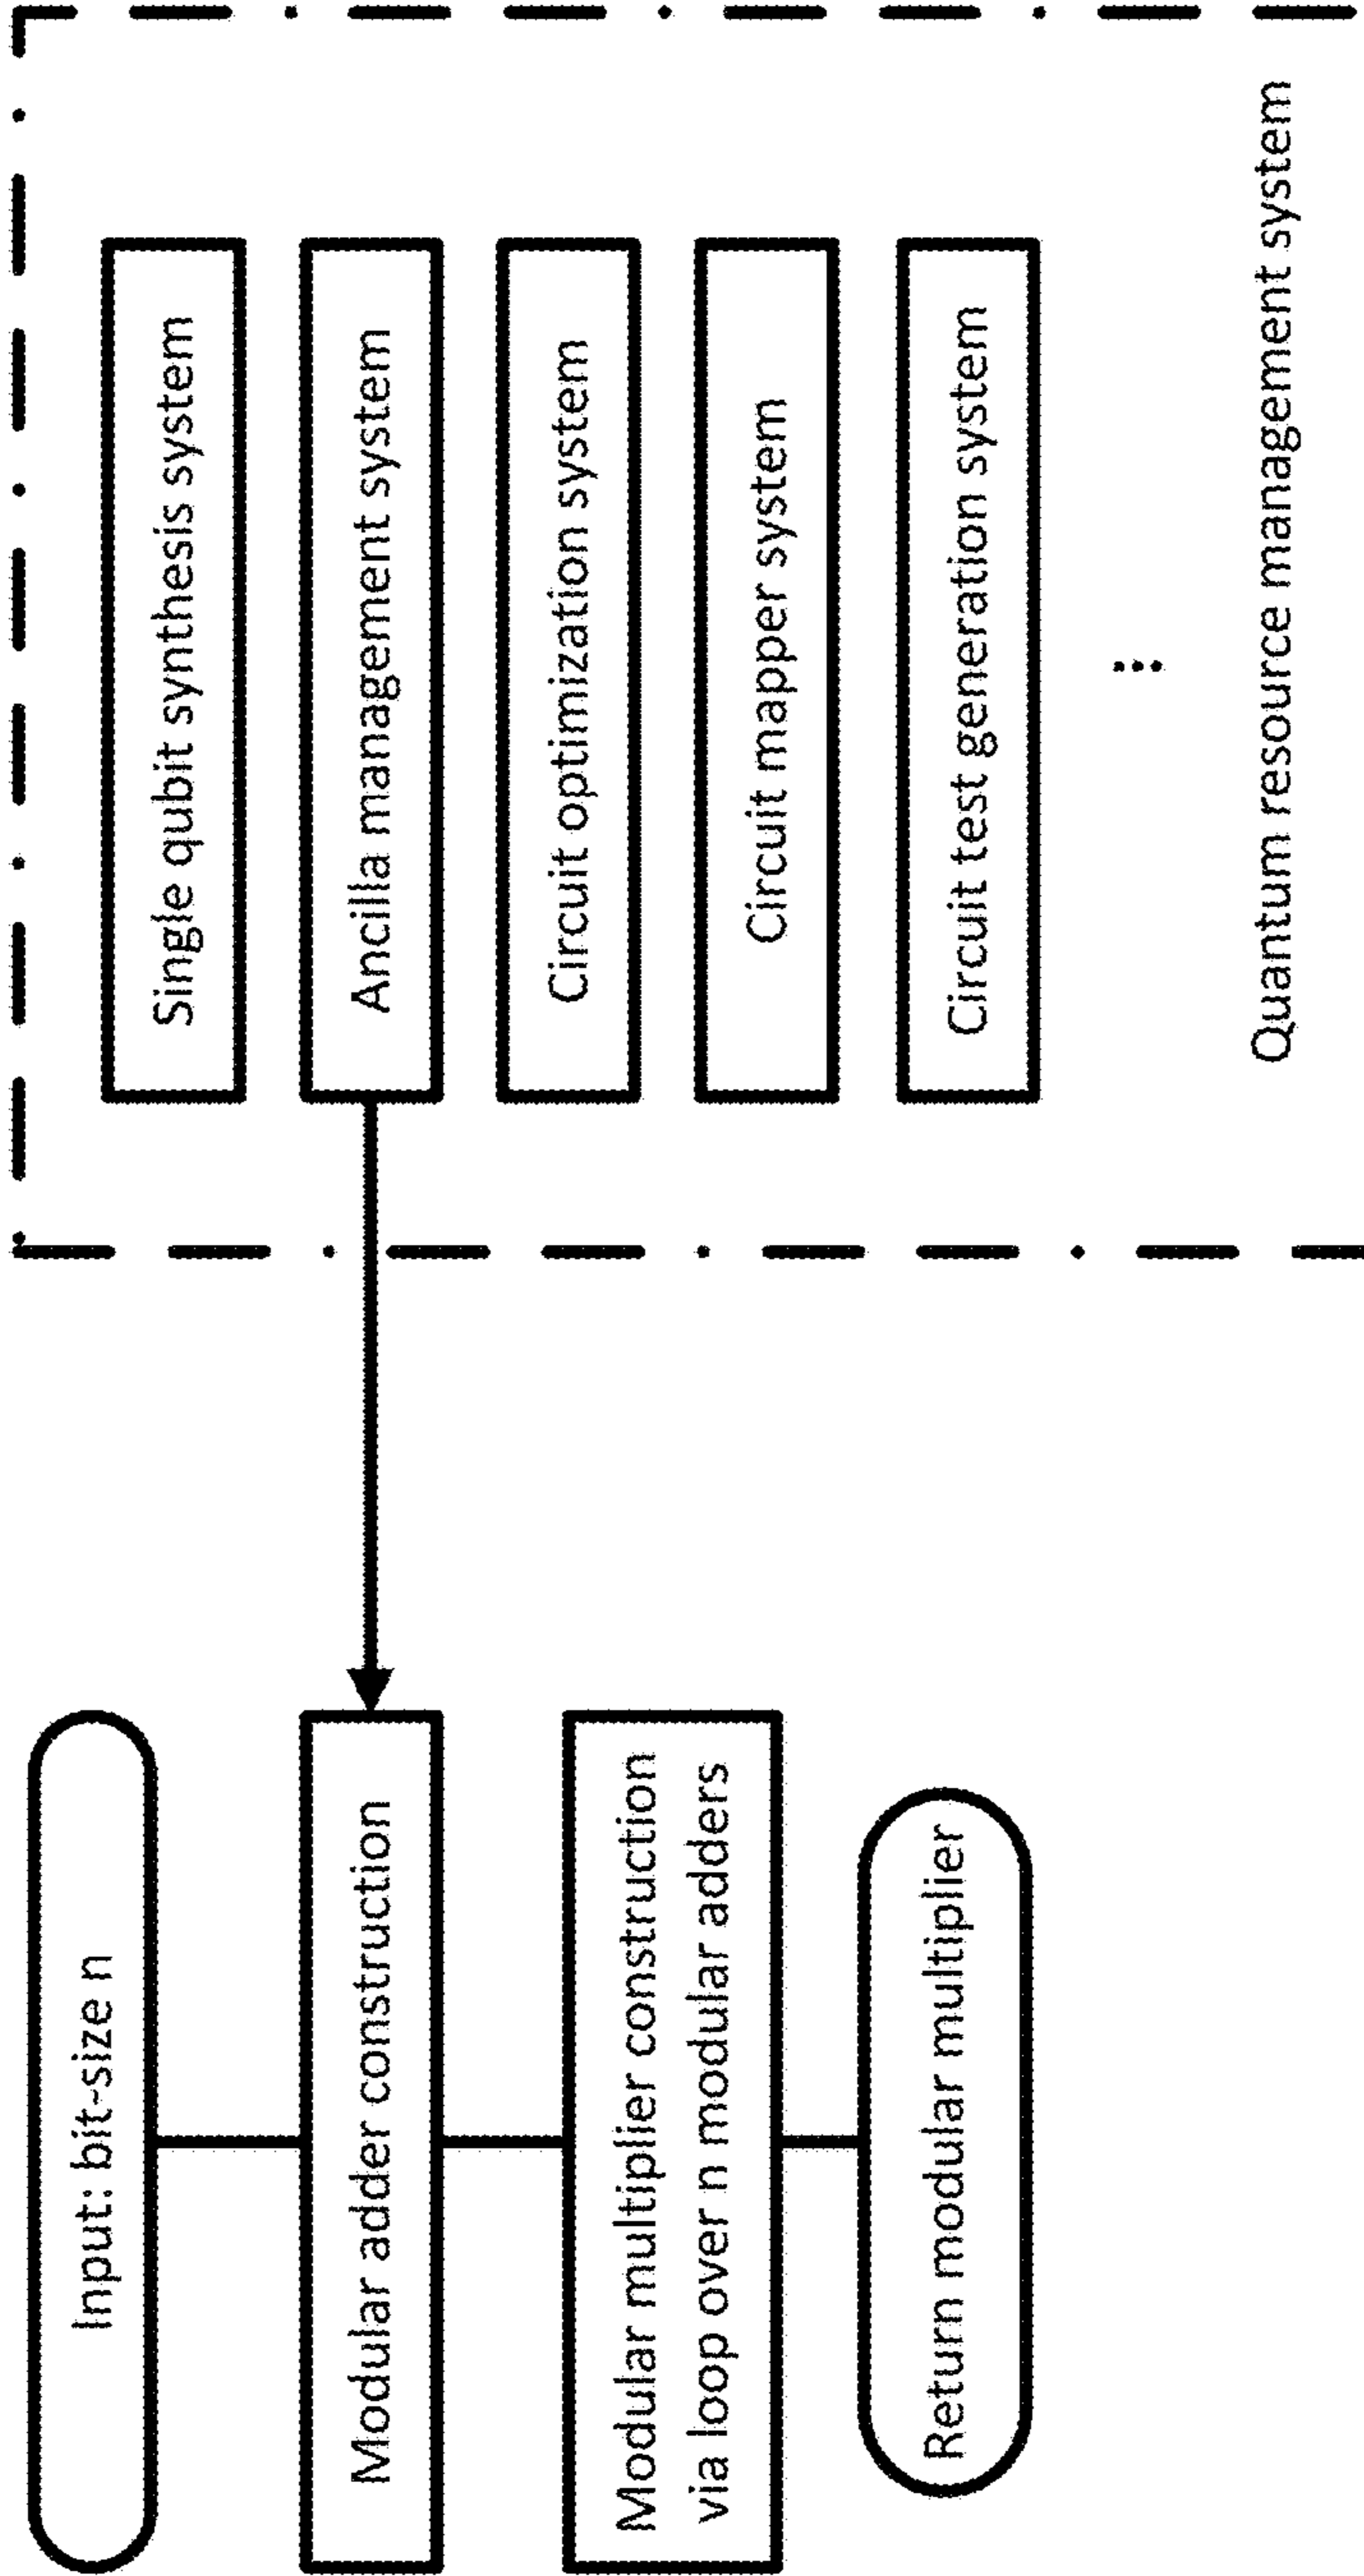 Input: bit-size n
Modular adder construction
Modular multiplier construction
via loop over n modular adders
Return modular multiplier
Single qubit synthesis system
Ancilla management system
Circuit optimization system
Circuit mapper system
Circuit test generation system
...
Quantum resource management system